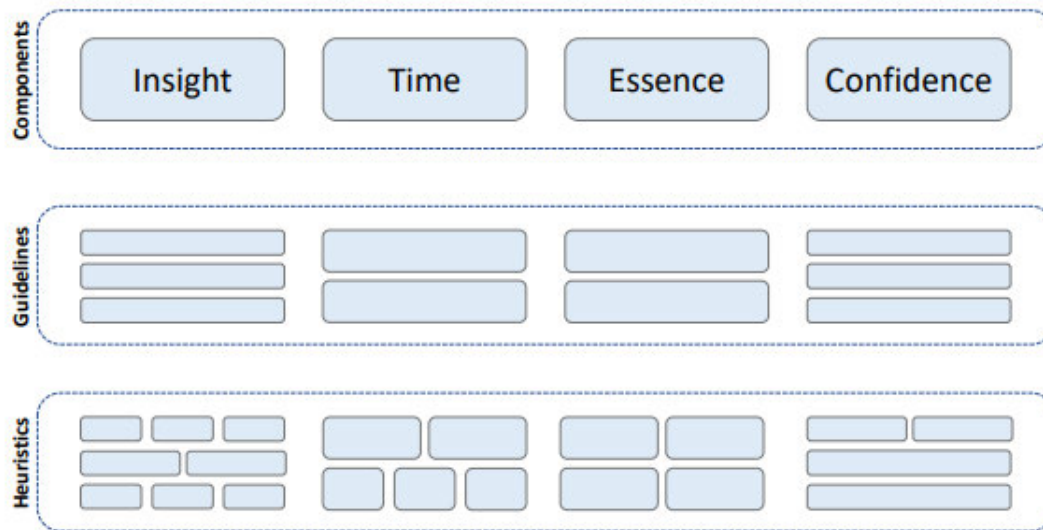 Components
Insight
Time
Essence
Confidence
Guidelines
Heuristics